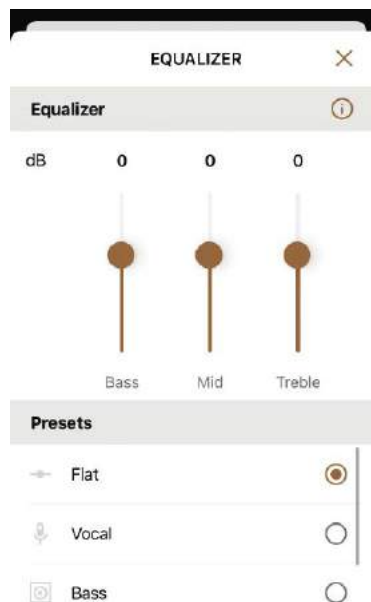 EQUALIZER
Equalizer
dB 0 0 0
Bass Mid Treble
Presets
Flat
Vocal
Bass